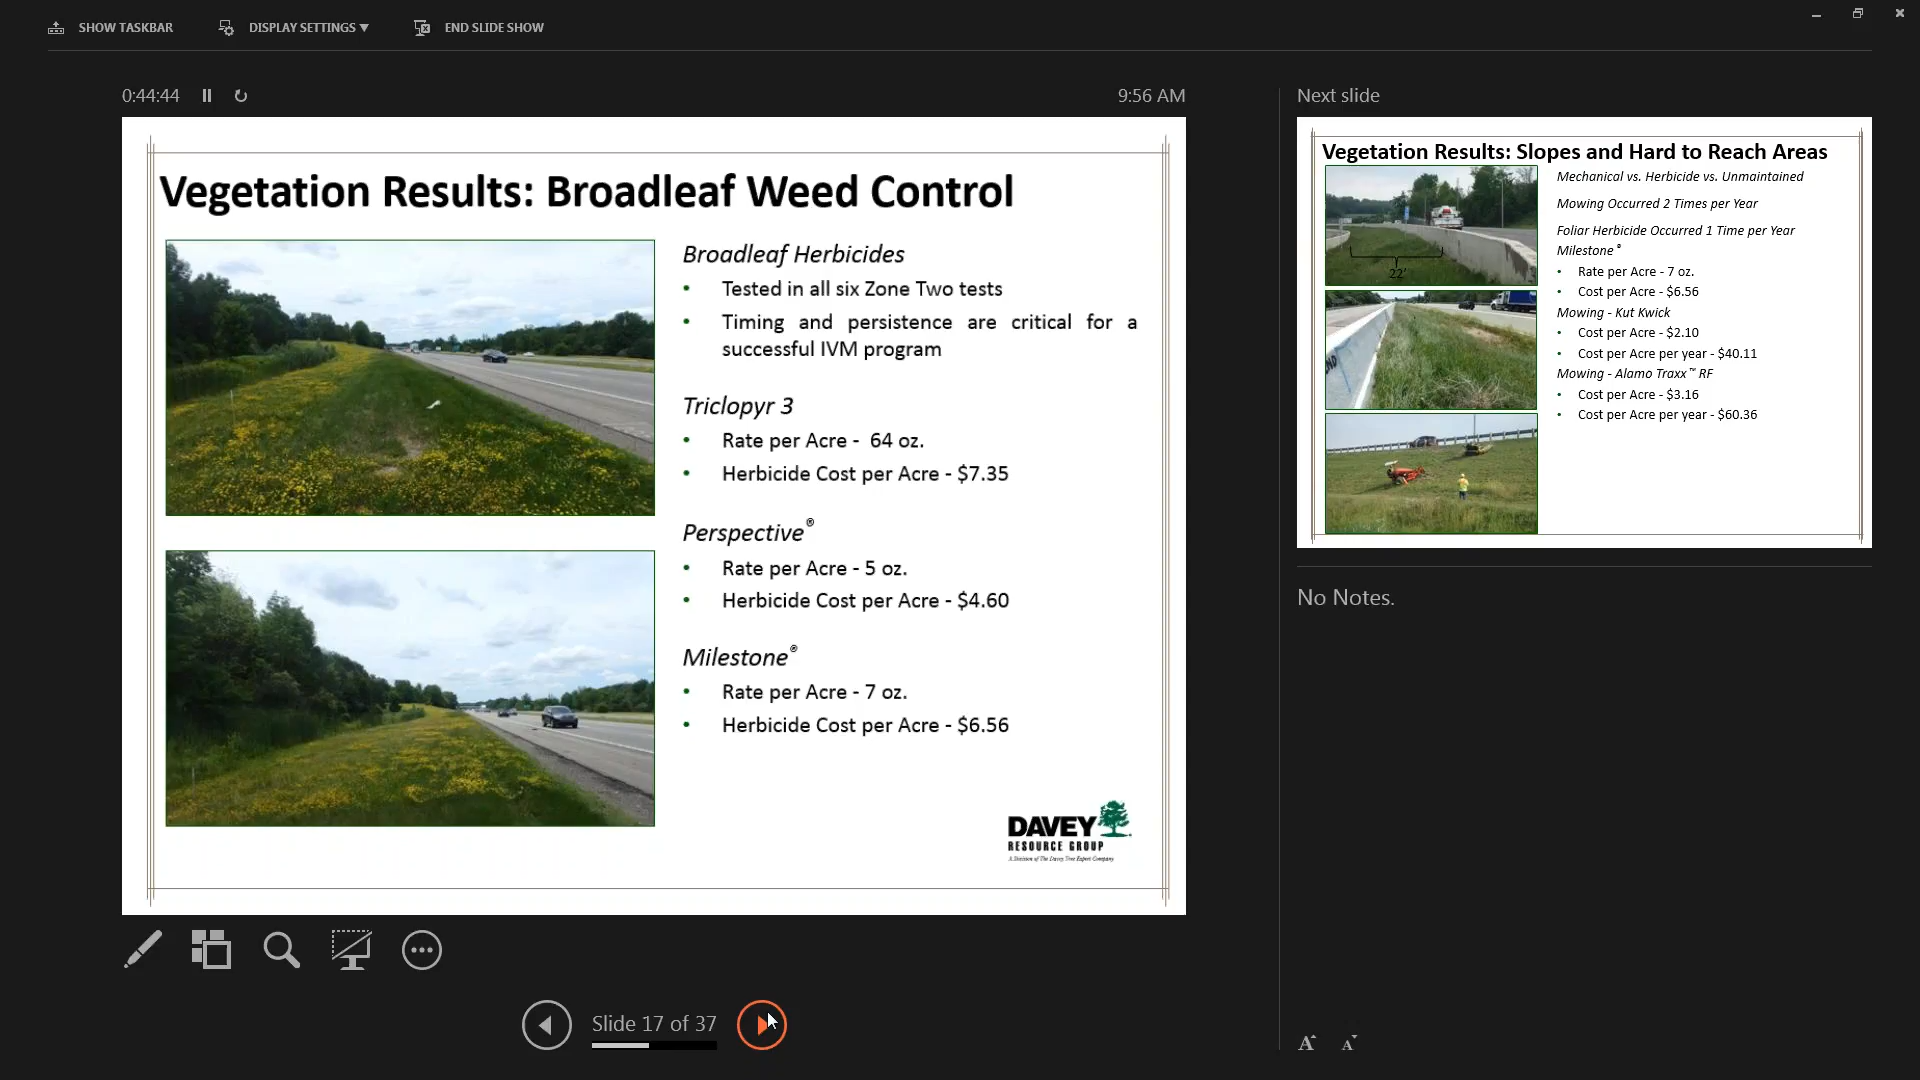 SHOW TASKBAR
DISPLAY SETTINGS
END SLIDE SHOW
0:44:44
9:56 AM
Vegetation Results: Broadleaf Weed Control
Broadleaf Herbicides
• Tested in all six Zone Two tests
• Timing and persistence are critical for a
successful IVM program
Triclopyr 3
• Rate per Acre - 64 oz.
• Herbicide Cost per Acre - $7.35
Perspective®
• Rate per Acre - 5 oz.
• Herbicide Cost per Acre - $4.60
Milestone®
• Rate per Acre - 7 oz.
• Herbicide Cost per Acre - $6.56
DAVEY
RESOURCE GROUP
A Division of The Davey Tree Expert Company
Slide 17 of 37
Next slide
Vegetation Results: Slopes and Hard to Reach Areas
22'
Mechanical vs. Herbicide vs. Unmaintained
Mowing Occurred 2 Times per Year
Foliar Herbicide Occurred 1 Time per Year
Milestone®
• Rate per Acre - 7 oz.
• Cost per Acre - $6.56
Mowing - Kut Kwick
• Cost per Acre - $2.10
• Cost per Acre per year - $40.11
Mowing - Alamo Traxx™ RF
• Cost per Acre - $3.16
• Cost per Acre per year - $60.36
No Notes.
A A